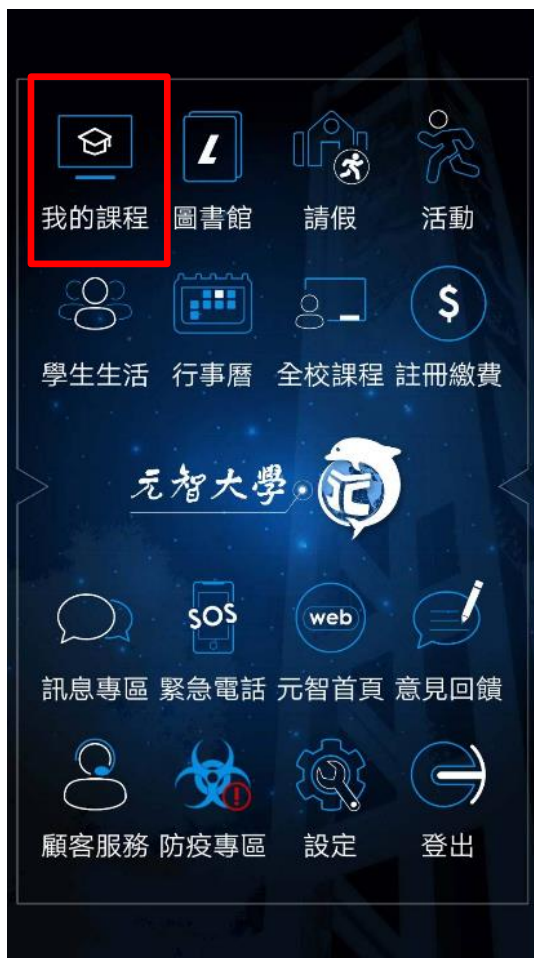 我的課程 圖書館 請假 活動
學生生活 行事曆 全校課程 註冊繳費
$
元智大學
SOS
web
訊息專區 緊急電話 元智首頁 意見回饋
顧客服務 防疫專區 設定 登出